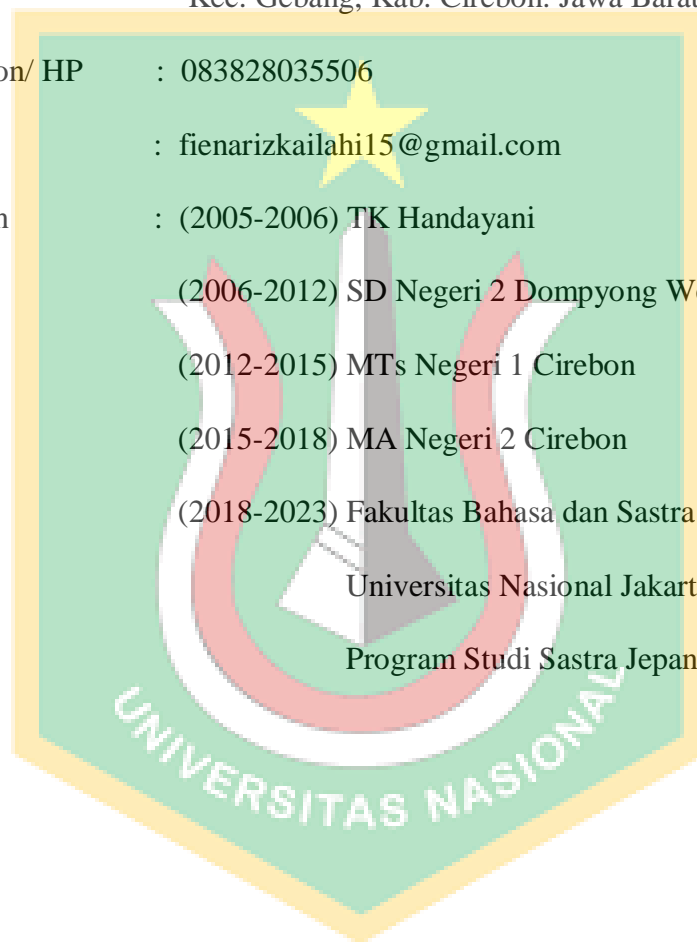 Kec. Gebang, Kab. Cirebon. Jawa Barat
on/ HP : 083828035506
: fienarizkailahi15@gmail.com
n : (2005-2006) TK Handayani
(2006-2012) SD Negeri 2 Dompyong W
(2012-2015) MTs Negeri 1 Cirebon
(2015-2018) MA Negeri 2 Cirebon
(2018-2023) Fakultas Bahasa dan Sastra
Universitas Nasional Jakart
Program Studi Sastra Jepan
UNIVERSITAS NASIONAL